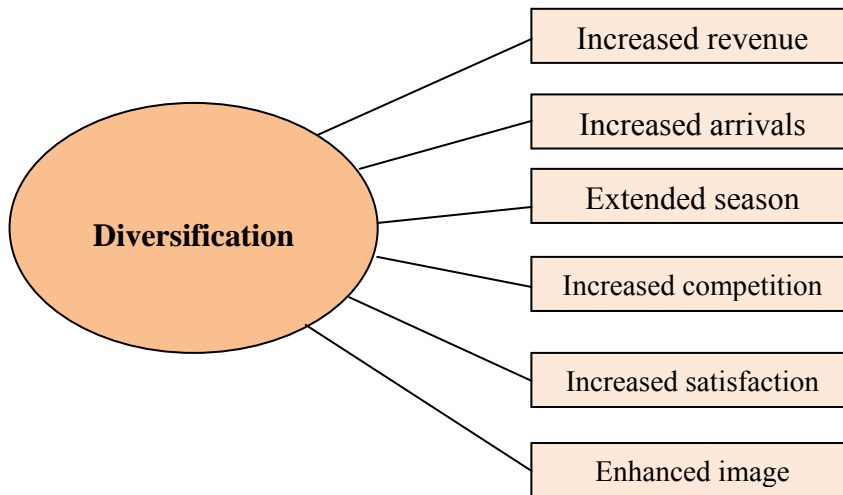 Increased revenue
Increased arrivals
Extended season
Diversification
Increased competition
Increased satisfaction
Enhanced image